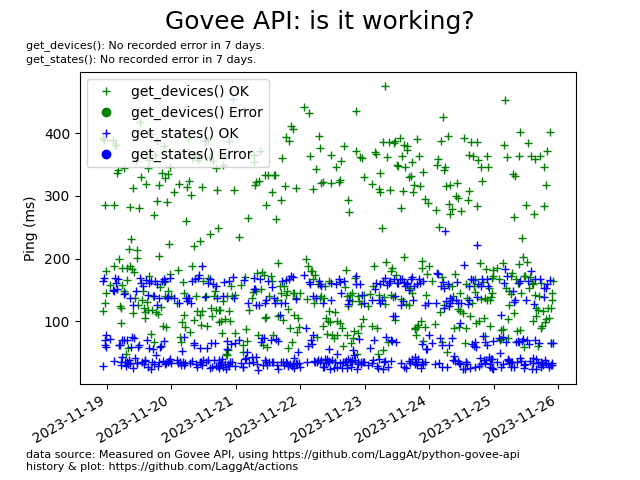 Govee API: is it working?
get_devices(): No recorded error in 7 days.
get_states(): No recorded error in 7 days.
get_devices() OK
get_devices() Error
get_states() OK
get_states() Error
400
300
200
100
Ping (ms)
2023-11-19
2023-11-20
2023-11-21
2023-11-22
2023-11-23
2023-11-24
2023-11-25
2023-11-26
data source: Measured on Govee API, using https://github.com/LaggAt/python-govee-api
history & plot: https://github.com/LaggAt/actions